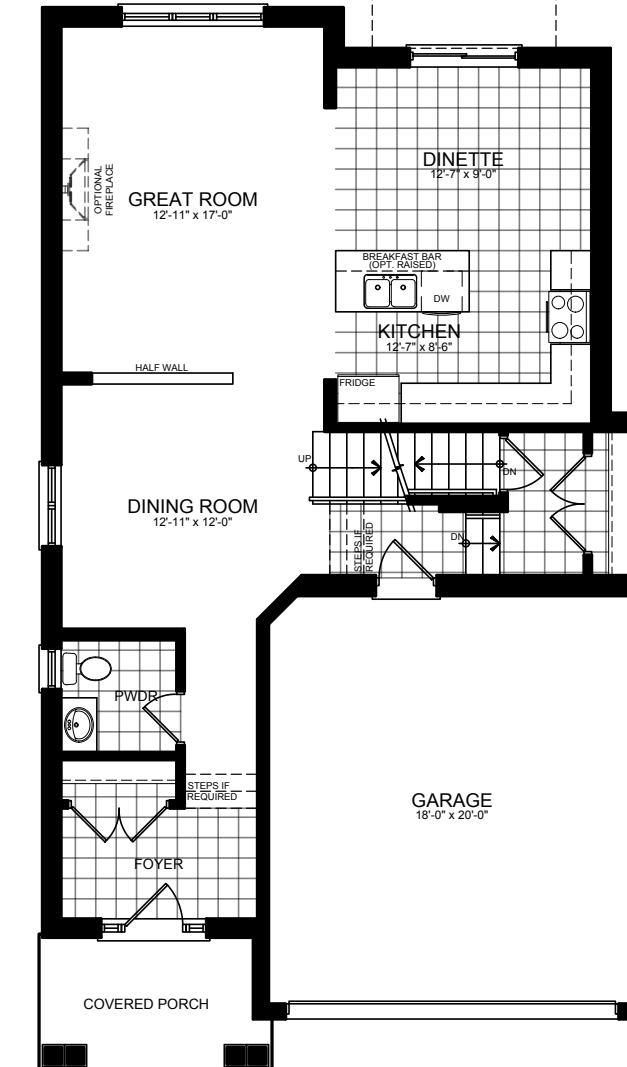 GREAT ROOM
12'-11" x 17'-0"
OPTIONAL
FIREPLACE
DINETTE
12'-7" x 9'-0"
BREAKFAST BAR
(OPT. RAISED)
DW
KITCHEN
12'-7" x 8'-6"
FRIDGE
HALF WALL
UP
DN
DINING ROOM
12'-11" x 12'-0"
STEPS IF
REQUIRED
DN
PWDR
STEPS IF
REQUIRED
GARAGE
18'-0" x 20'-0"
FOYER
COVERED PORCH